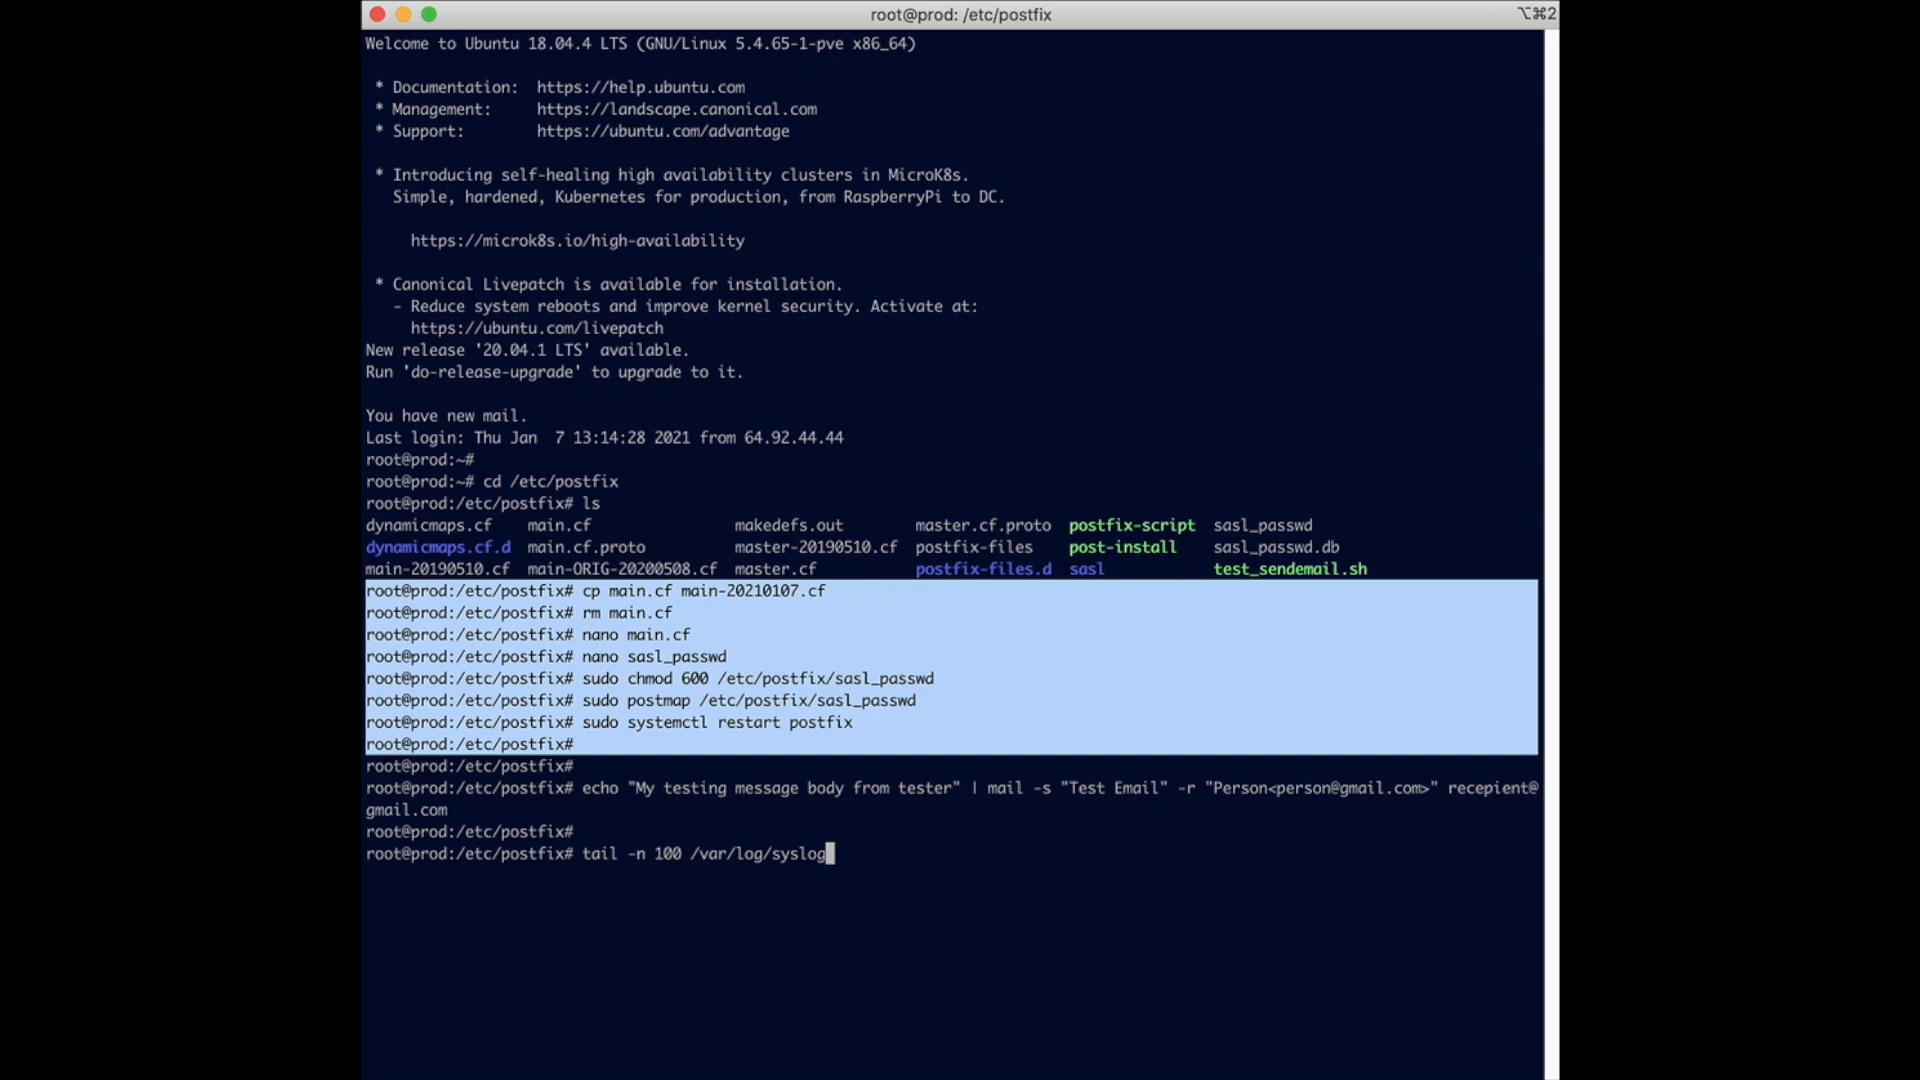 root@prod: /etc/postfix
⌥⌘2
Welcome to Ubuntu 18.04.4 LTS (GNU/Linux 5.4.65-1-pve x86_64)
* Documentation:  https://help.ubuntu.com
* Management:     https://landscape.canonical.com
* Support:        https://ubuntu.com/advantage
* Introducing self-healing high availability clusters in MicroK8s.
Simple, hardened, Kubernetes for production, from RaspberryPi to DC.
https://microk8s.io/high-availability
* Canonical Livepatch is available for installation.
- Reduce system reboots and improve kernel security. Activate at:
https://ubuntu.com/livepatch
New release '20.04.1 LTS' available.
Run 'do-release-upgrade' to upgrade to it.
You have new mail.
Last login: Thu Jan  7 13:14:28 2021 from 64.92.44.44
root@prod:~#
root@prod:~# cd /etc/postfix
root@prod:/etc/postfix# ls
dynamicmaps.cf    main.cf                makedefs.out        master.cf.proto  postfix-script  sasl_passwd
dynamicmaps.cf.d  main.cf.proto          master-20190510.cf  postfix-files    post-install    sasl_passwd.db
main-20190510.cf  main-ORIG-20200508.cf  master.cf           postfix-files.d  sasl            test_sendemail.sh
root@prod:/etc/postfix# cp main.cf main-20210107.cf
root@prod:/etc/postfix# rm main.cf
root@prod:/etc/postfix# nano main.cf
root@prod:/etc/postfix# nano sasl_passwd
root@prod:/etc/postfix# sudo chmod 600 /etc/postfix/sasl_passwd
root@prod:/etc/postfix# sudo postmap /etc/postfix/sasl_passwd
root@prod:/etc/postfix# sudo systemctl restart postfix
root@prod:/etc/postfix#
root@prod:/etc/postfix#
root@prod:/etc/postfix# echo "My testing message body from tester" | mail -s "Test Email" -r "Person<person@gmail.com>" recepient@
gmail.com
root@prod:/etc/postfix#
root@prod:/etc/postfix# tail -n 100 /var/log/syslog